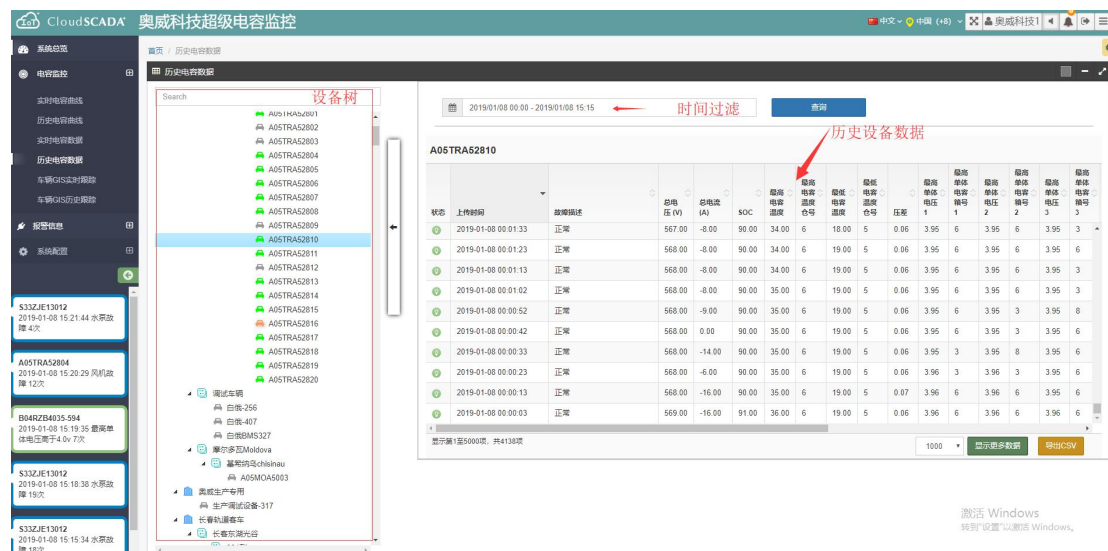 CloudSCADA 奥威科技超级电容监控
中文 中国 (+8) 奥威科技1
系统总览
电容监控
实时电容曲线
历史电容曲线
实时电容数据
历史电容数据
车辆GIS实时跟踪
车辆GIS历史跟踪
报警信息
系统配置
S33ZJE13012
2019-01-08 15:21:44 水泵故
障 4次
A05TRA52804
2019-01-08 15:20:29 风机故
障 12次
B04RZB4035-594
2019-01-08 15:19:35 最高单
体电压高于4.0v 7次
S33ZJE13012
2019-01-08 15:18:38 水泵故
障 19次
S33ZJE13012
2019-01-08 15:15:34 水泵故
障 18次
首页 / 历史电容数据
历史电容数据
Search 设备树
A05TRA52801
A05TRA52802
A05TRA52803
A05TRA52804
A05TRA52805
A05TRA52806
A05TRA52807
A05TRA52808
A05TRA52809
A05TRA52810
A05TRA52811
A05TRA52812
A05TRA52813
A05TRA52814
A05TRA52815
A05TRA52816
A05TRA52817
A05TRA52818
A05TRA52819
A05TRA52820
调试车辆
白俄-256
白俄-407
白俄BMS327
摩尔多瓦Moldova
基希纳乌chisinau
A05MOA5003
奥威生产专用
生产调试设备-317
长春轨道客车
长春东湖光谷
2019/01/08 00:00 - 2019/01/08 15:15 时间过滤 查询
历史设备数据
A05TRA52810
状态 上传时间 故障描述 总电压 (V) 总电流 (A) SOC 最高电容温度 最高电容温度仓号 最低电容温度 最低电容温度仓号 压差 最高单体电压1 最高单体电容箱号1 最高单体电压2 最高单体电容箱号2 最高单体电压3 最高单体电容箱号3
2019-01-08 00:01:33 正常 567.00 -8.00 90.00 34.00 6 18.00 5 0.06 3.95 6 3.95 6 3.95 3
2019-01-08 00:01:23 正常 568.00 -8.00 90.00 34.00 6 19.00 5 0.06 3.95 6 3.95 6 3.95 6
2019-01-08 00:01:13 正常 568.00 -8.00 90.00 34.00 6 19.00 5 0.06 3.95 6 3.95 6 3.95 3
2019-01-08 00:01:02 正常 568.00 -8.00 90.00 35.00 6 19.00 5 0.06 3.95 6 3.95 6 3.95 3
2019-01-08 00:00:52 正常 568.00 -9.00 90.00 35.00 6 19.00 5 0.06 3.95 6 3.95 3 3.95 8
2019-01-08 00:00:42 正常 568.00 0.00 90.00 35.00 6 19.00 5 0.06 3.95 6 3.95 3 3.95 6
2019-01-08 00:00:33 正常 568.00 -14.00 90.00 35.00 6 19.00 5 0.06 3.95 3 3.95 8 3.95 6
2019-01-08 00:00:23 正常 568.00 -6.00 90.00 35.00 6 19.00 5 0.06 3.96 3 3.96 3 3.95 6
2019-01-08 00:00:13 正常 568.00 -16.00 90.00 35.00 6 19.00 5 0.07 3.96 6 3.96 6 3.95 6
2019-01-08 00:00:03 正常 569.00 -16.00 91.00 36.00 6 19.00 5 0.06 3.96 6 3.96 6 3.96 6
显示第1至5000项，共4138项
1000 显示更多数据 导出CSV
激活 Windows
转到"设置"以激活 Windows。